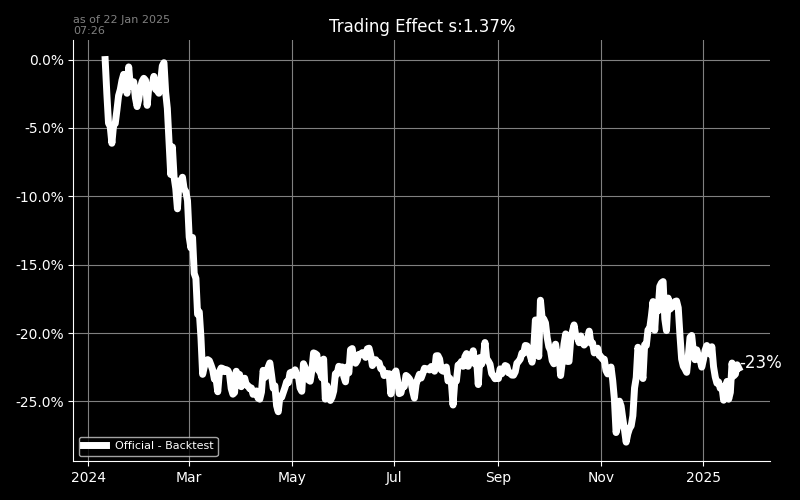 as of 22 Jan 2025
07:26
Trading Effect s:1.37%
0.0%
-5.0%
-10.0%
-15.0%
-20.0%
-25.0%
-23%
Official - Backtest
2024 Mar May Jul Sep Nov 2025